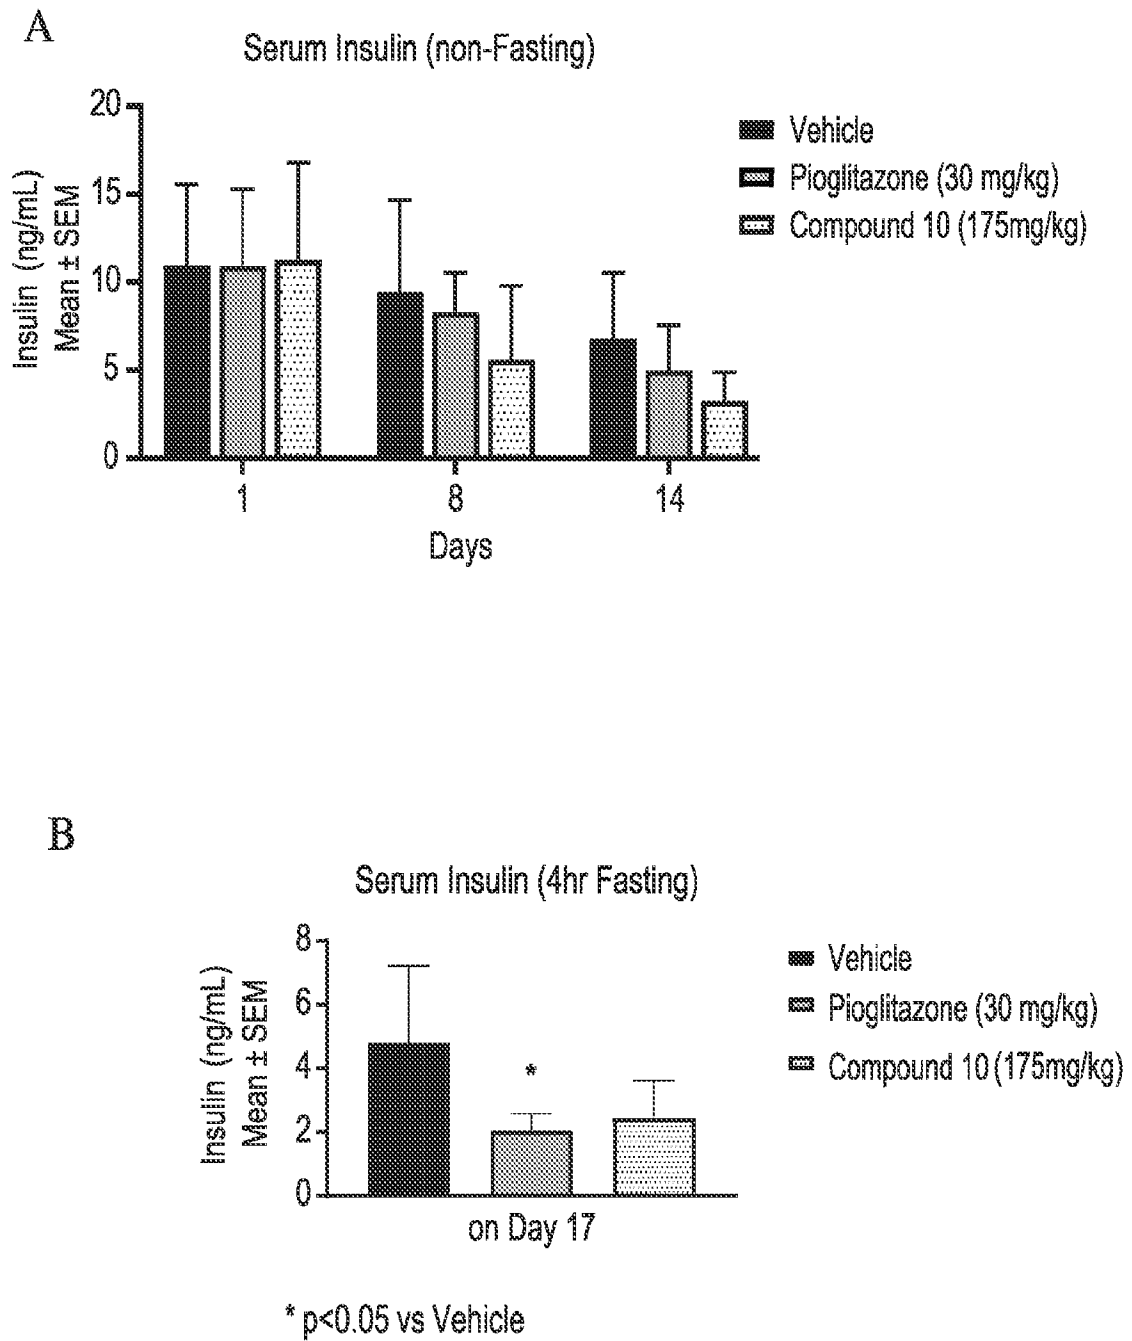 A
Serum Insulin (non-Fasting)
Insulin (ng/mL)
Mean ± SEM
20
15
10
5
0
1
8
14
Days
Vehicle
Pioglitazone (30 mg/kg)
Compound 10 (175mg/kg)
B
Serum Insulin (4hr Fasting)
Insulin (ng/mL)
Mean ± SEM
8
6
4
2
0
*
on Day 17
Vehicle
Pioglitazone (30 mg/kg)
Compound 10 (175mg/kg)
* p<0.05 vs Vehicle